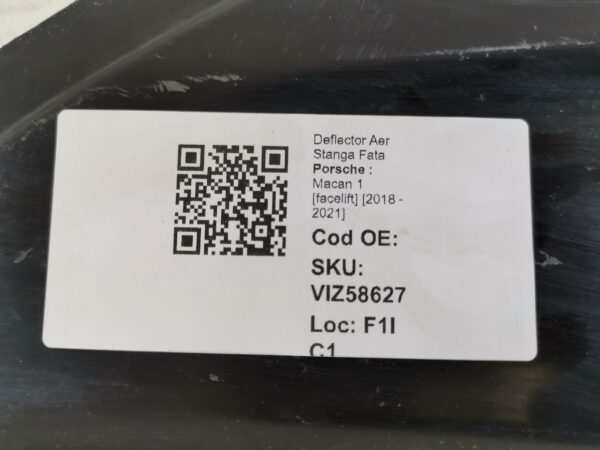 Deflector Aer
Stanga Fata
Porsche :
Macan 1
[facelift] [2018 -
2021]
Cod OE:
SKU:
VIZ58627
Loc: F1I
C1